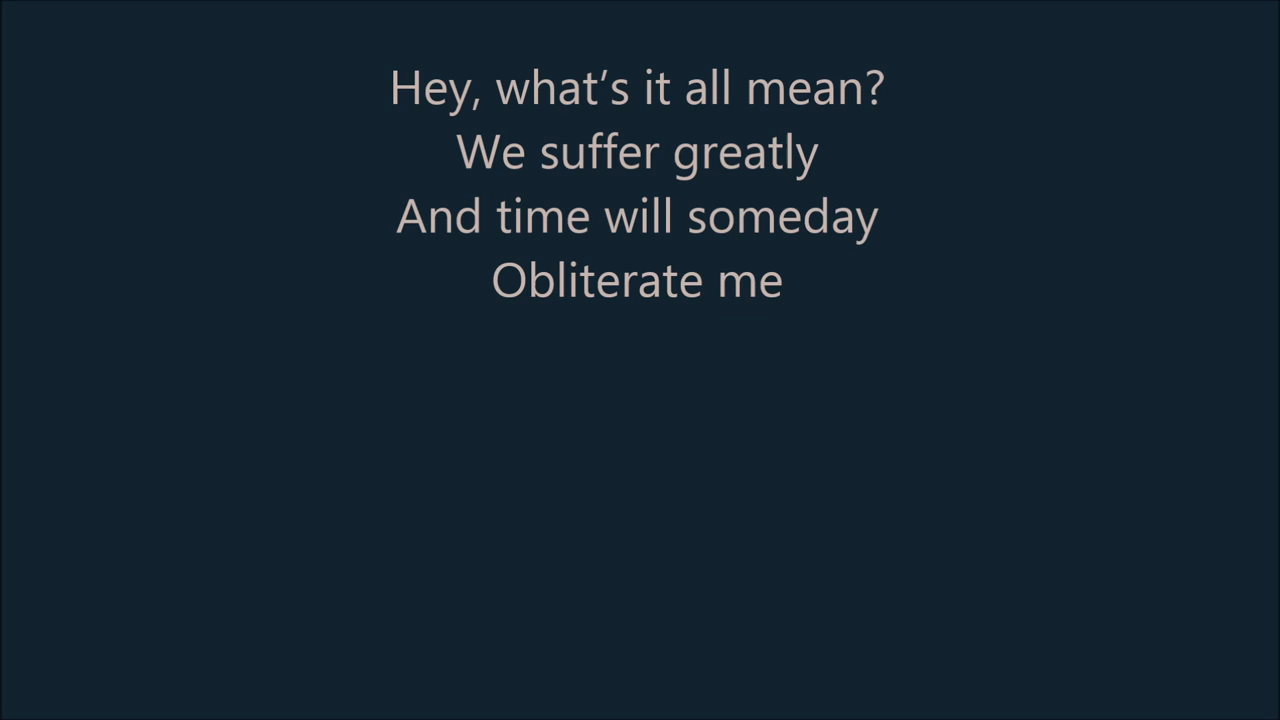 Hey, what’s it all mean?
We suffer greatly
And time will someday
Obliterate me